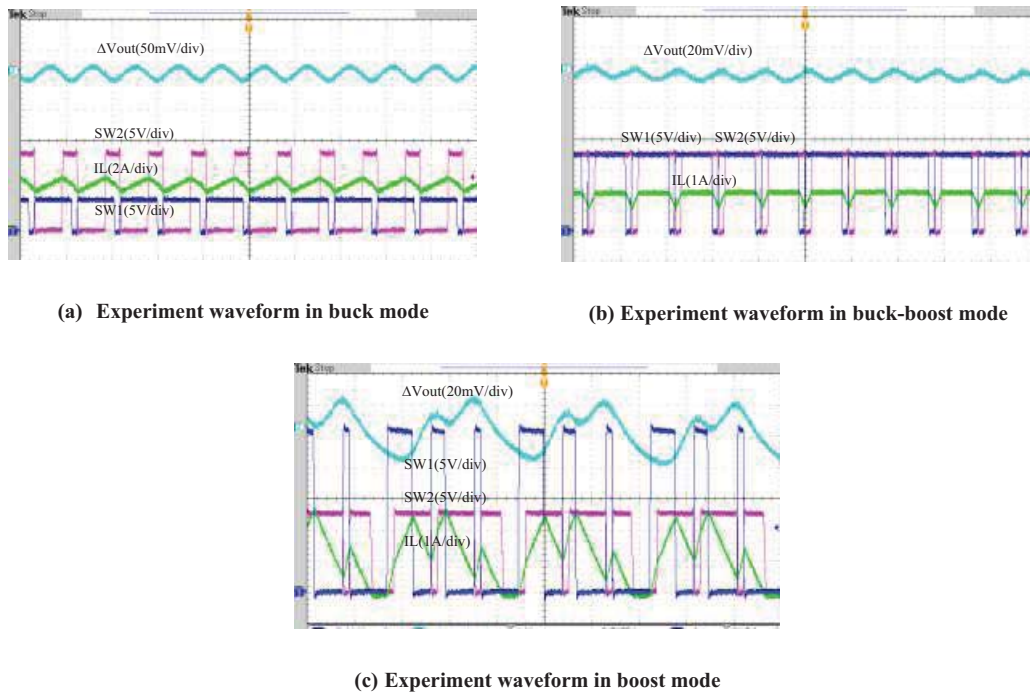 Tek Stop
ΔVout(50mV/div)
SW2(5V/div)
IL(2A/div)
SW1(5V/div)
(a) Experiment waveform in buck mode
ΔVout(20mV/div)
SW1(5V/div) SW2(5V/div)
IL(1A/div)
(b) Experiment waveform in buck-boost mode
Tek Stop
ΔVout(20mV/div)
SW1(5V/div)
SW2(5V/div)
IL(1A/div)
(c) Experiment waveform in boost mode